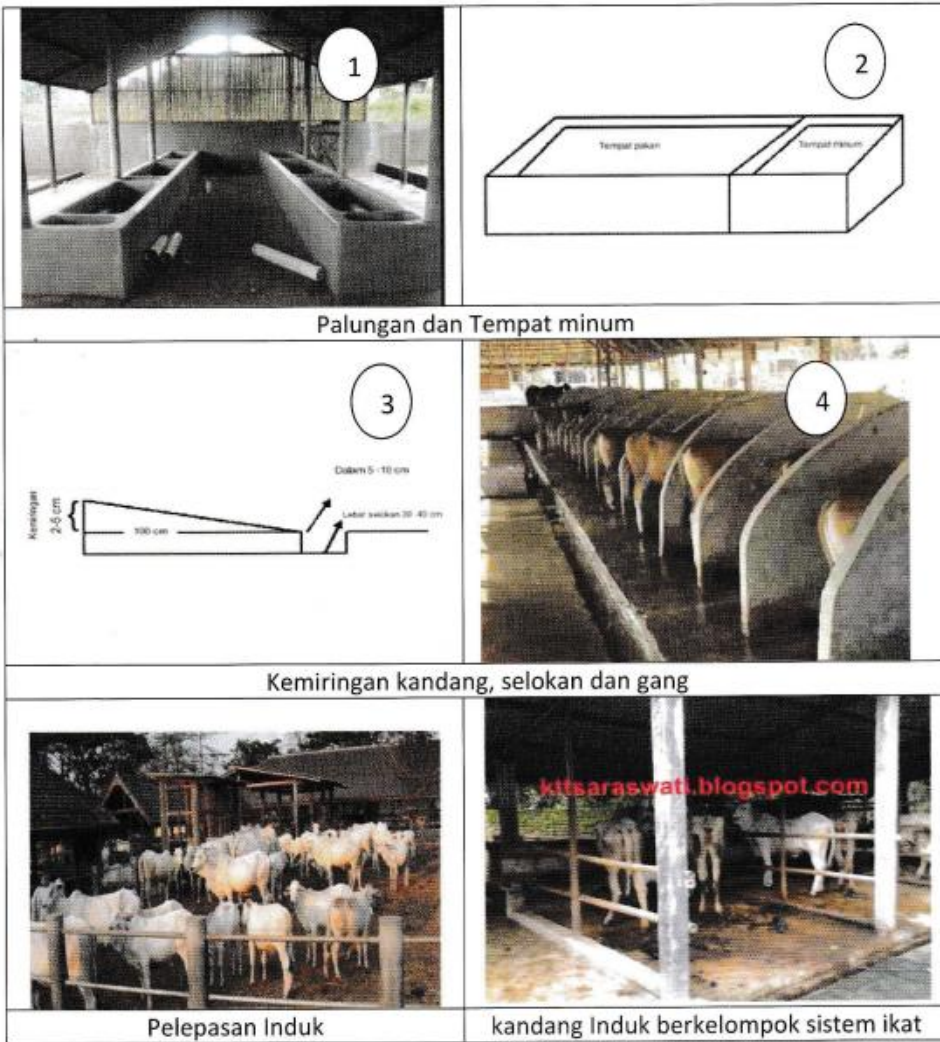 1
2
Tempat pakan
Tempat minum
Palungan dan Tempat minum
3
4
Dalam 5 - 10 cm
Kemiringan
2-5 cm
100 cm
Lebar selokan 30 -40 cm
Kemiringan kandang, selokan dan gang
kttsaraswati.blogspot.com
Pelepasan Induk
kandang Induk berkelompok sistem ikat